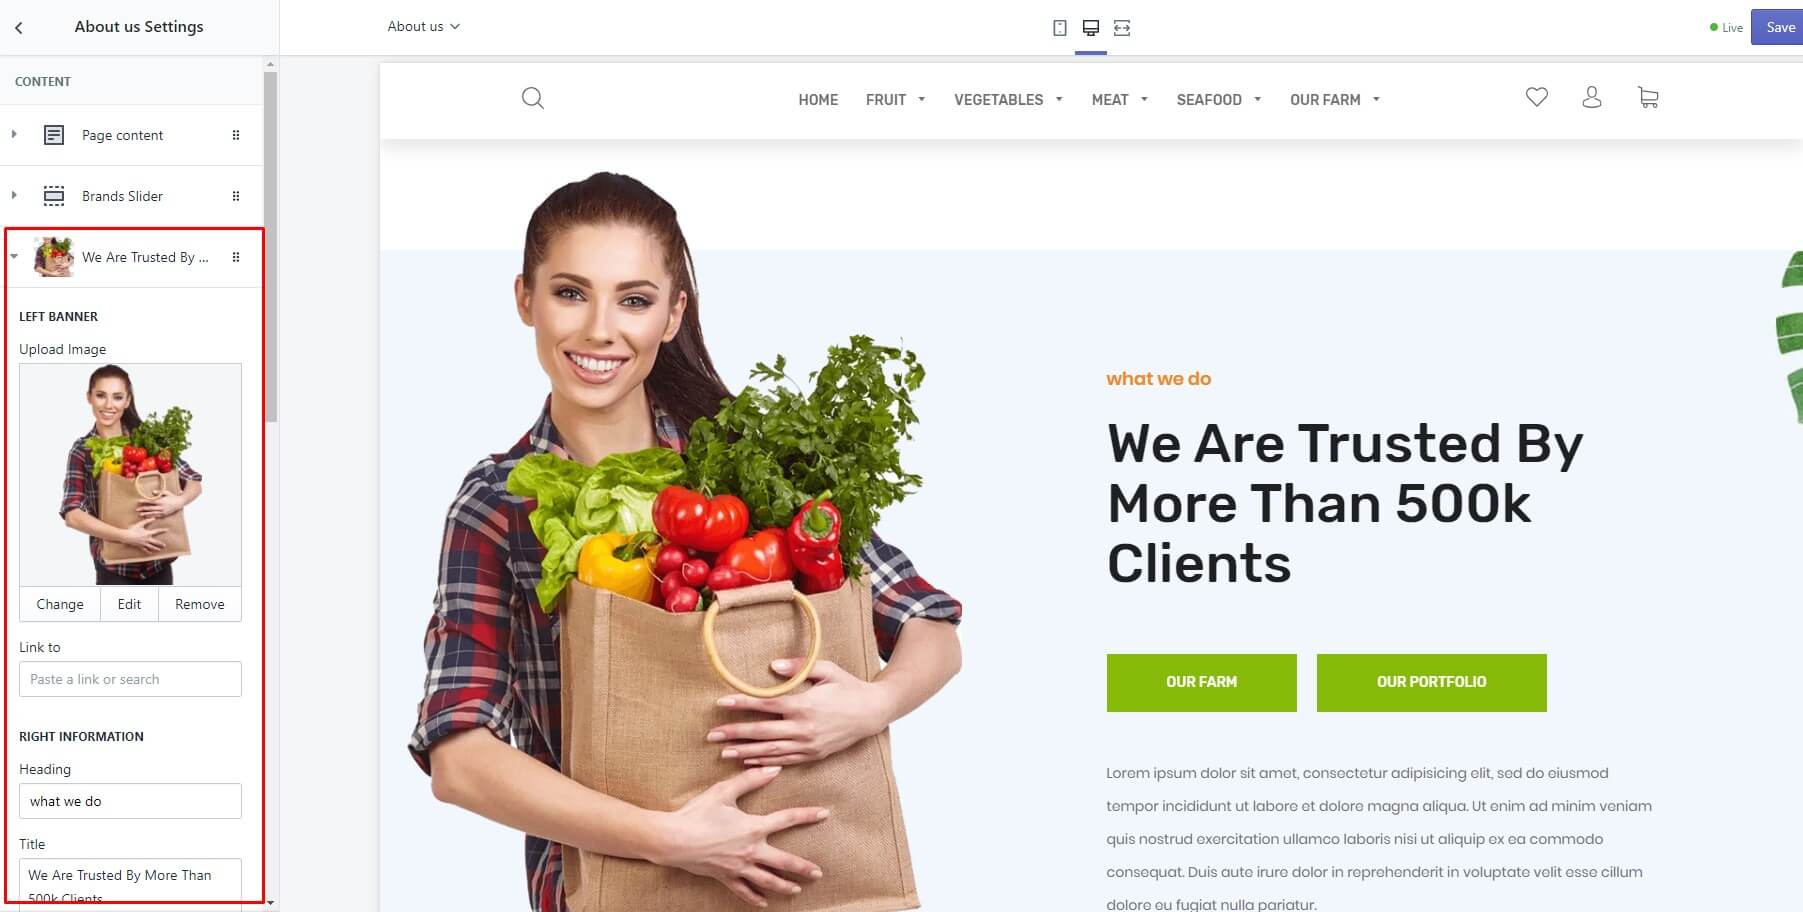 About us Settings
About us
Live
Save
CONTENT
Page content
Brands Slider
We Are Trusted By ...
LEFT BANNER
Upload Image
Change
Edit
Remove
Link to
Paste a link or search
RIGHT INFORMATION
Heading
what we do
Title
We Are Trusted By More Than
500k Clients
HOME
FRUIT
VEGETABLES
MEAT
SEAFOOD
OUR FARM
what we do
We Are Trusted By
More Than 500k
Clients
OUR FARM
OUR PORTFOLIO
Lorem ipsum dolor sit amet, consectetur adipisicing elit, sed do eiusmod
tempor incididunt ut labore et dolore magna aliqua. Ut enim ad minim veniam
quis nostrud exercitation ullamco laboris nisi ut aliquip ex ea commodo
consequat. Duis aute irure dolor in reprehenderit in voluptate velit esse cillum
dolore eu fugiat nulla pariatur.